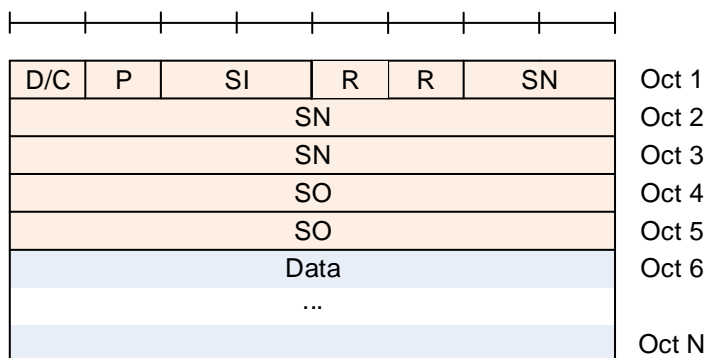 D/C P SI R R SN Oct 1
SN Oct 2
SN Oct 3
SO Oct 4
SO Oct 5
Data Oct 6
...
Oct N